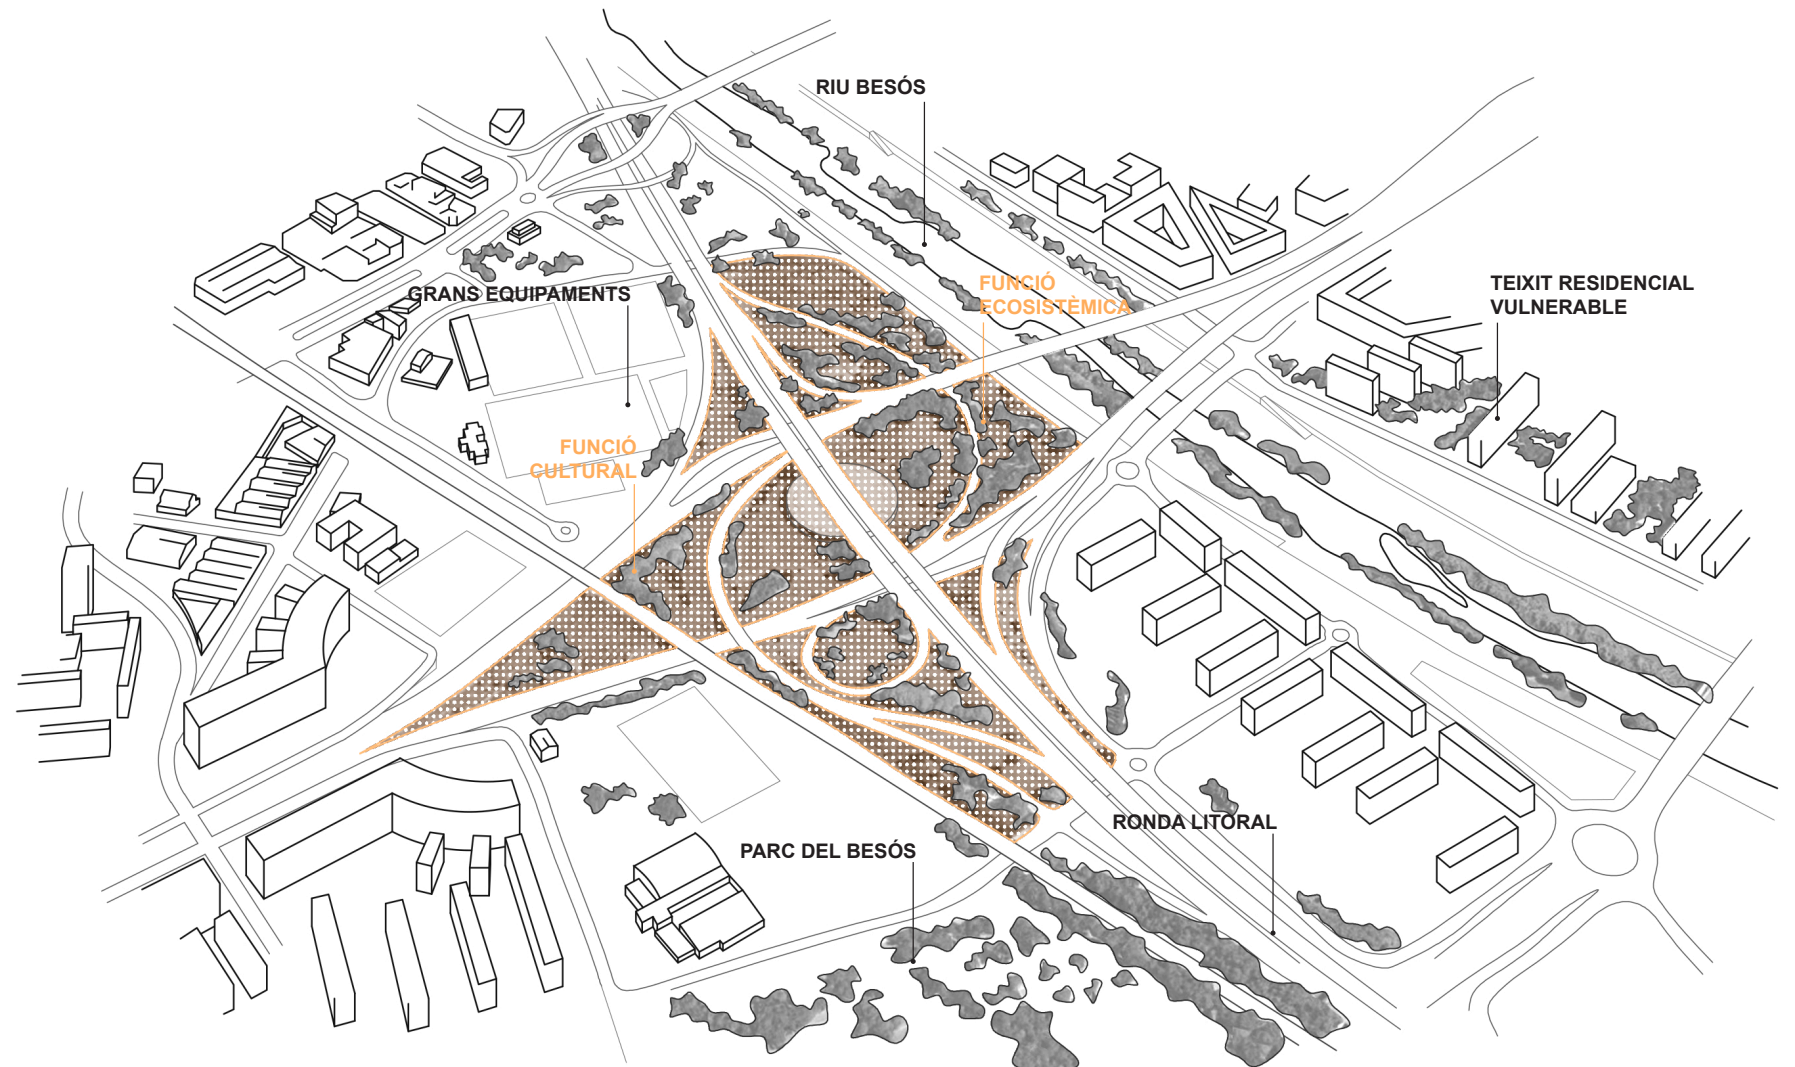 RIU BESÓS
FUNCIÓ
ECOSISTÈMICA
TEIXIT RESIDENCIAL
VULNERABLE
GRANS EQUIPAMENTS
FUNCIÓ
CULTURAL
RONDA LITORAL
PARC DEL BESÓS